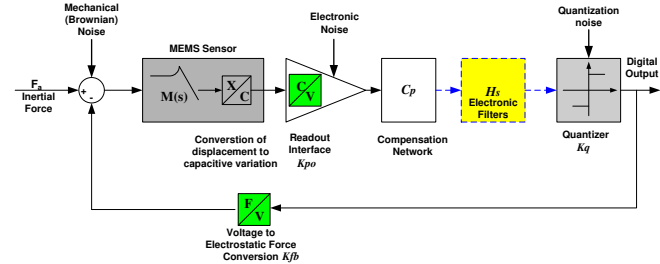 Mechanical
(Brownian)
Noise
Electronic
Noise
Quantization
noise
MEMS Sensor
Digital
Output
Fa
Inertial
Force
+
-
M(s)
X
C
C
V
Cp
Hs
Electronic
Filters
Converstion of
displacement to
capacitive variation
Readout
Interface
Kpo
Compensation
Network
Quantizer
Kq
F
V
Voltage to
Electrostatic Force
Conversion Kfb